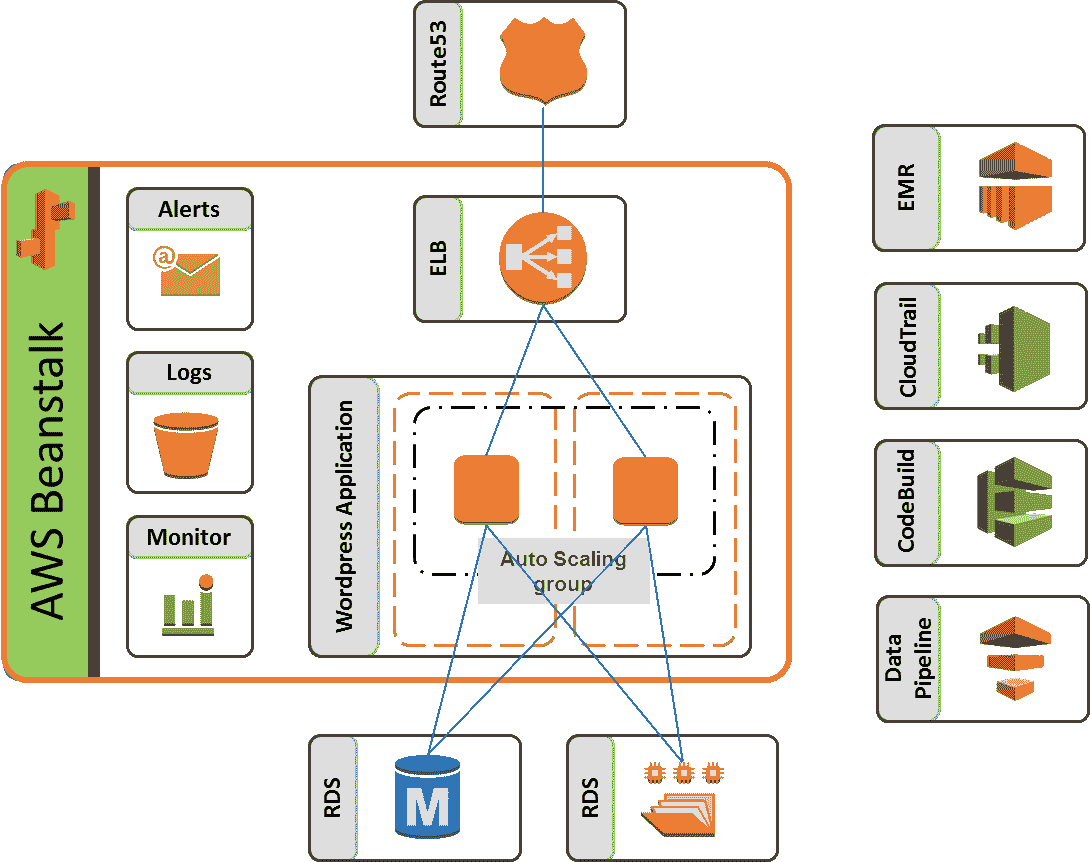 Route53
AWS Beanstalk
Alerts
@
Logs
Monitor
ELB
Wordpress Application
Auto Scaling
group
RDS
M
RDS
EMR
CloudTrail
CodeBuild
Data
Pipeline